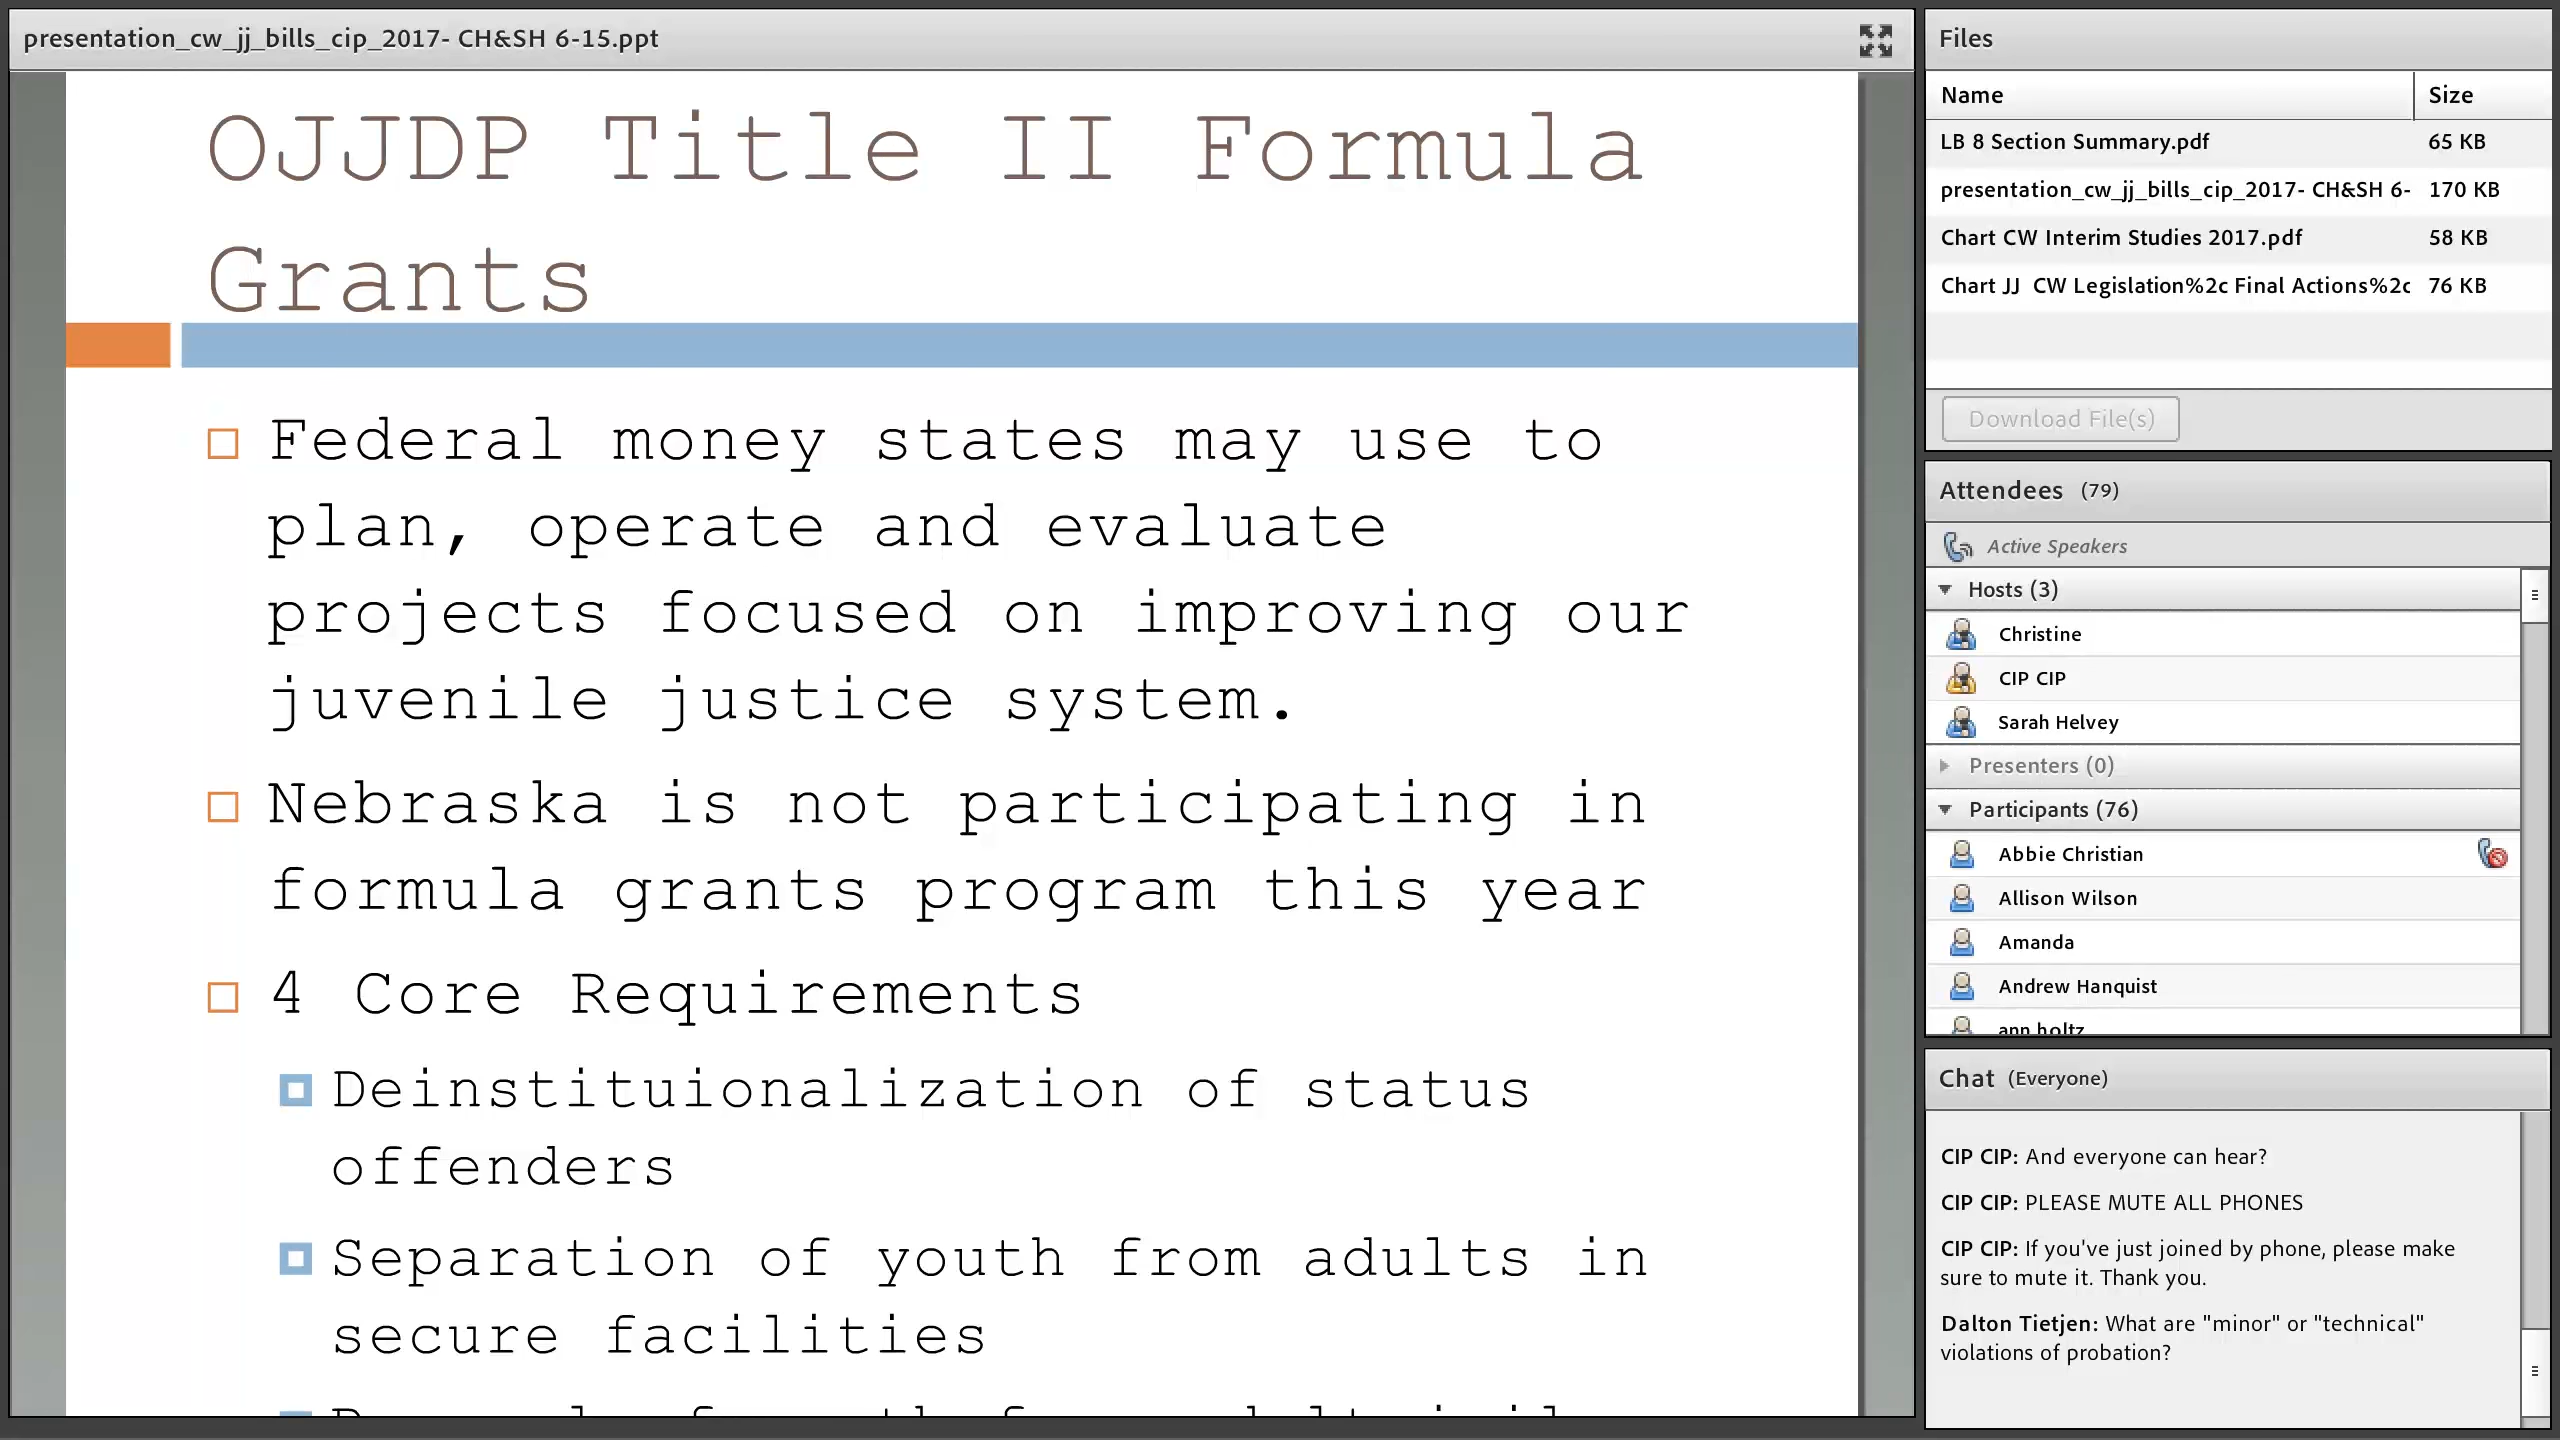 presentation_cw_jj_bills_cip_2017- CH&SH 6-15.ppt
OJJDP Title II Formula
Grants
Federal money states may use to
plan, operate and evaluate
projects focused on improving our
juvenile justice system.
Nebraska is not participating in
formula grants program this year
4 Core Requirements
Deinstituionalization of status
offenders
Separation of youth from adults in
secure facilities
Files
Name Size
LB 8 Section Summary.pdf 65 KB
presentation_cw_jj_bills_cip_2017- CH&SH 6- 170 KB
Chart CW Interim Studies 2017.pdf 58 KB
Chart JJ  CW Legislation%2c Final Actions%2c 76 KB
Download File(s)
Attendees (79)
Active Speakers
Hosts (3)
Christine
CIP CIP
Sarah Helvey
Presenters (0)
Participants (76)
Abbie Christian
Allison Wilson
Amanda
Andrew Hanquist
ann holtz
Chat (Everyone)
CIP CIP: And everyone can hear?
CIP CIP: PLEASE MUTE ALL PHONES
CIP CIP: If you've just joined by phone, please make
sure to mute it. Thank you.
Dalton Tietjen: What are "minor" or "technical"
violations of probation?